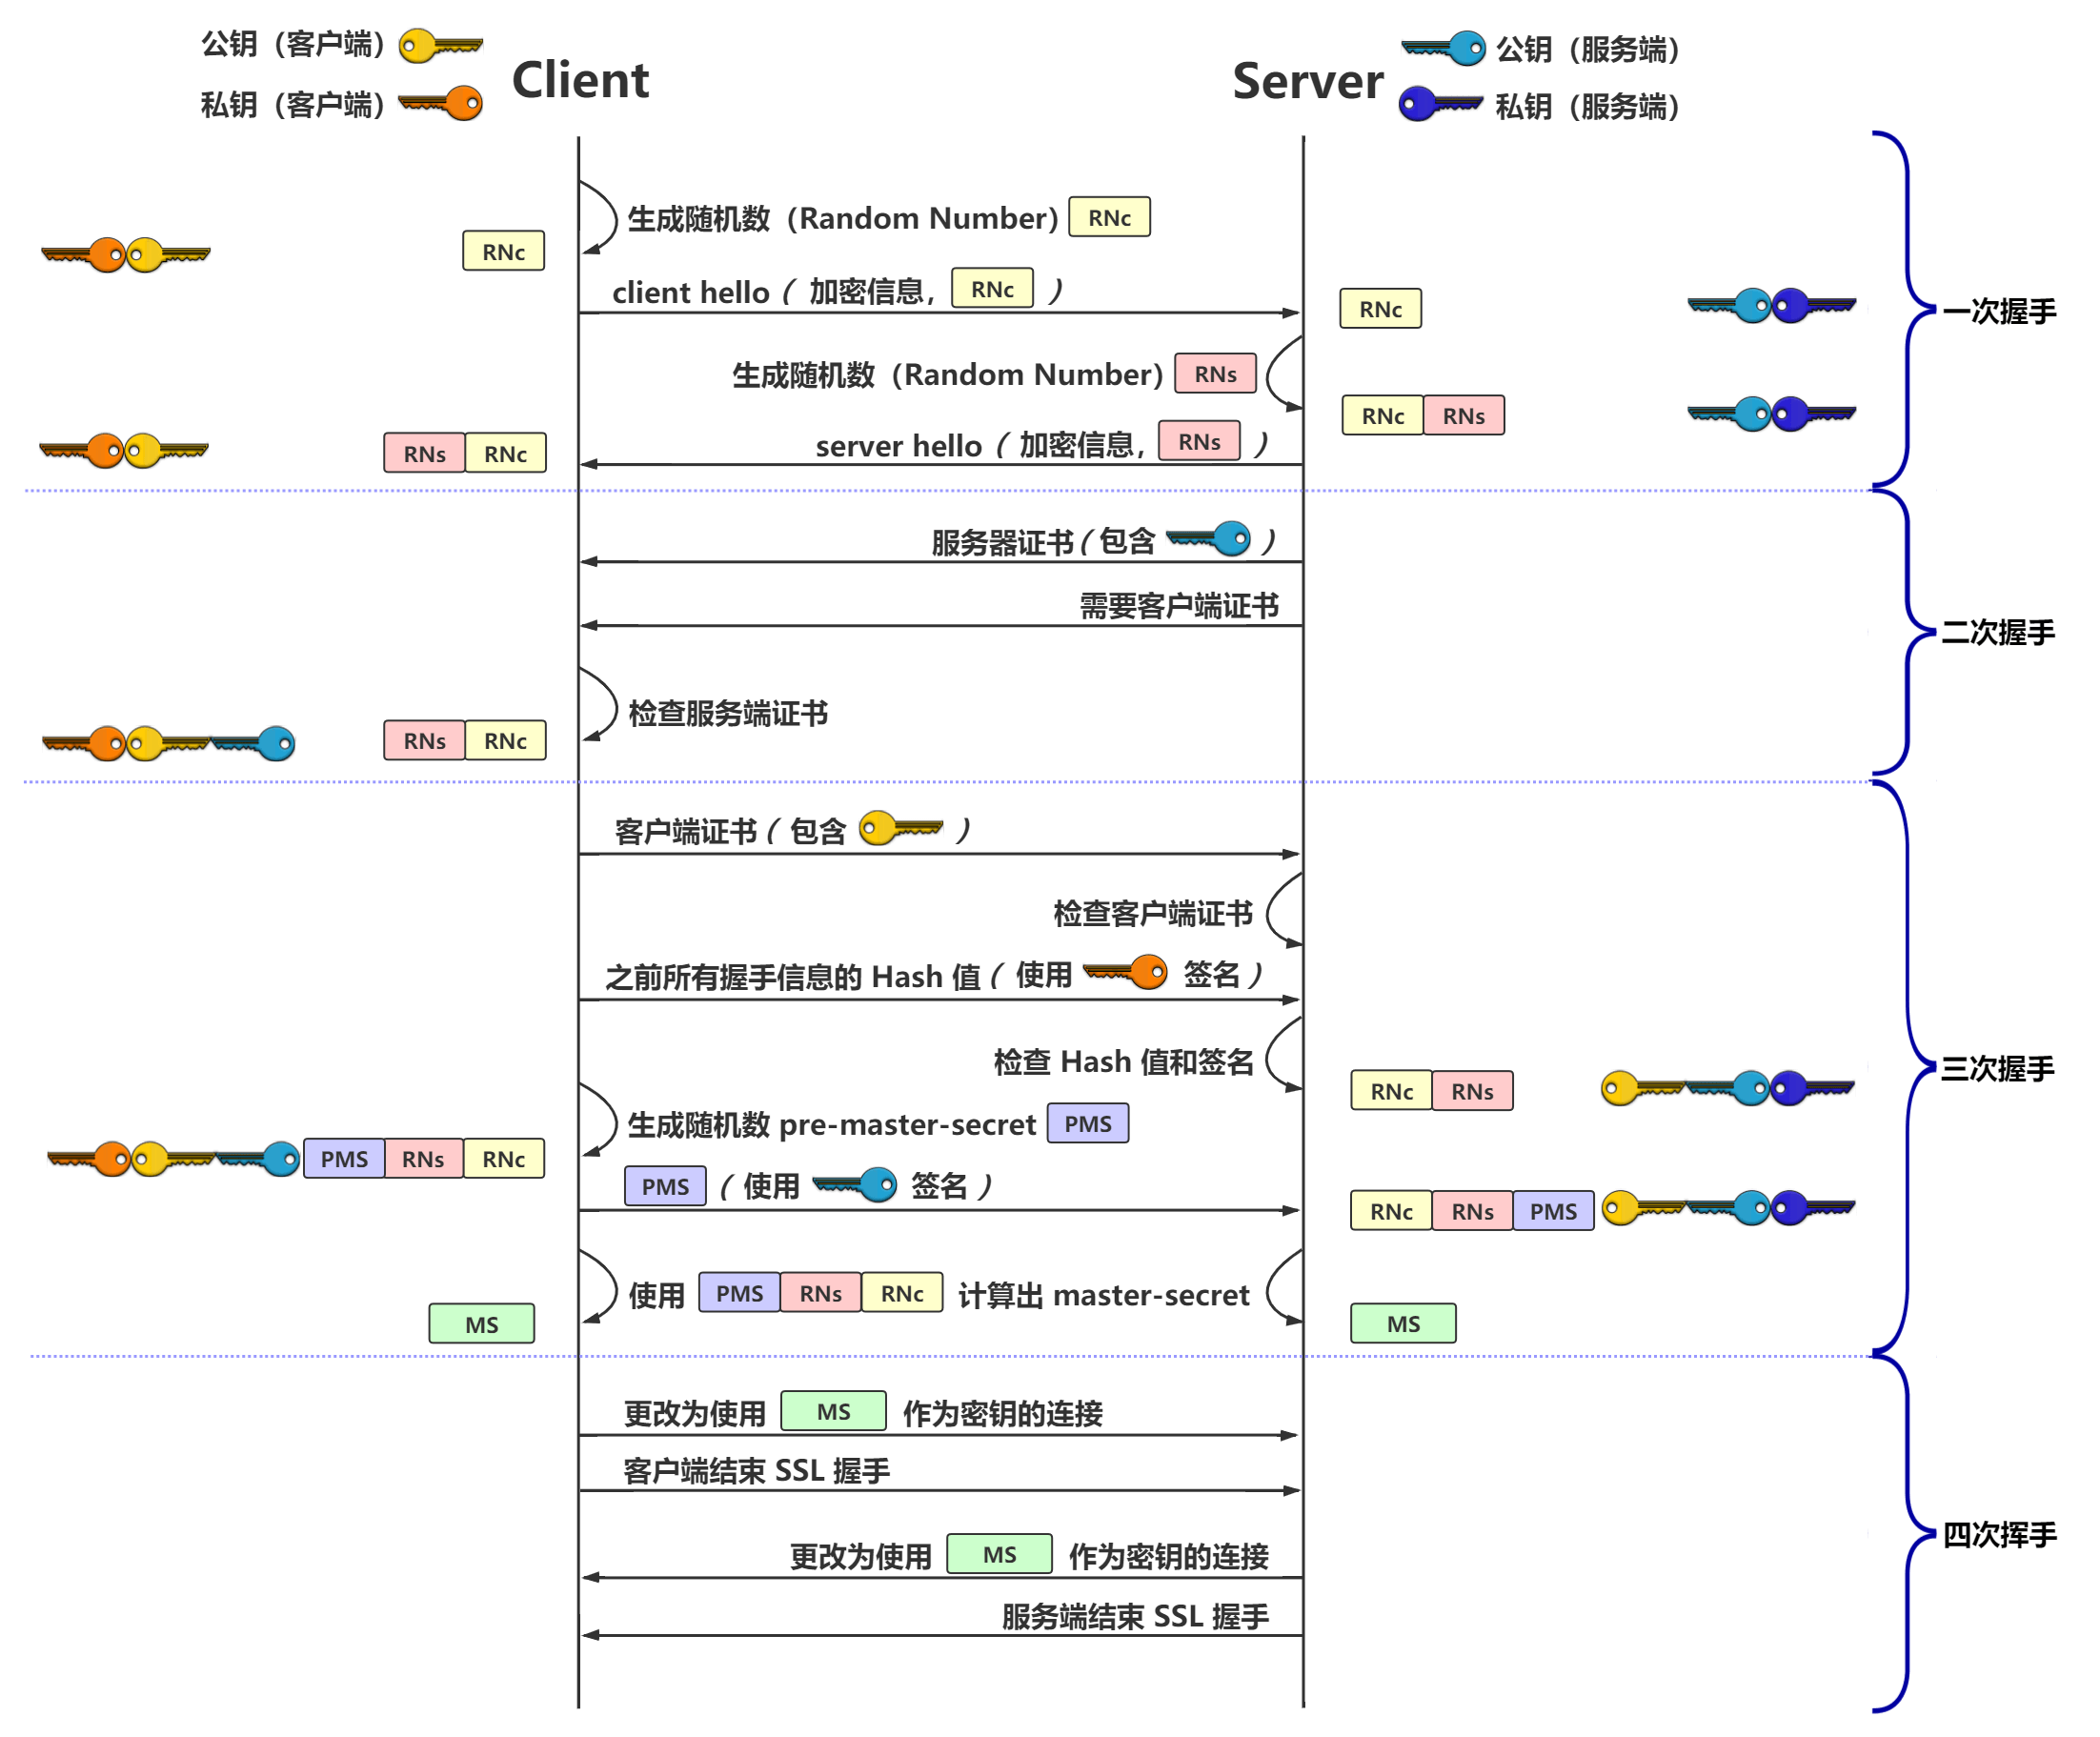 公钥（客户端）
私钥（客户端）
Client
Server
公钥（服务端）
私钥（服务端）
生成随机数（Random Number） RNc
RNc
client hello（ 加密信息， RNc ）
RNc
一次握手
生成随机数（Random Number） RNs
RNc RNs
server hello（ 加密信息， RNs ）
RNs RNc
服务器证书（包含 ）
需要客户端证书
二次握手
检查服务端证书
RNs RNc
客户端证书（ 包含 ）
检查客户端证书
之前所有握手信息的 Hash 值（ 使用 签名）
检查 Hash 值和签名
三次握手
RNc RNs
生成随机数 pre-master-secret PMS
PMS RNs RNc
PMS （ 使用 签名）
RNc RNs PMS
使用 PMS RNs RNc 计算出 master-secret
MS
MS
更改为使用 MS 作为密钥的连接
客户端结束 SSL 握手
四次挥手
更改为使用 MS 作为密钥的连接
服务端结束 SSL 握手